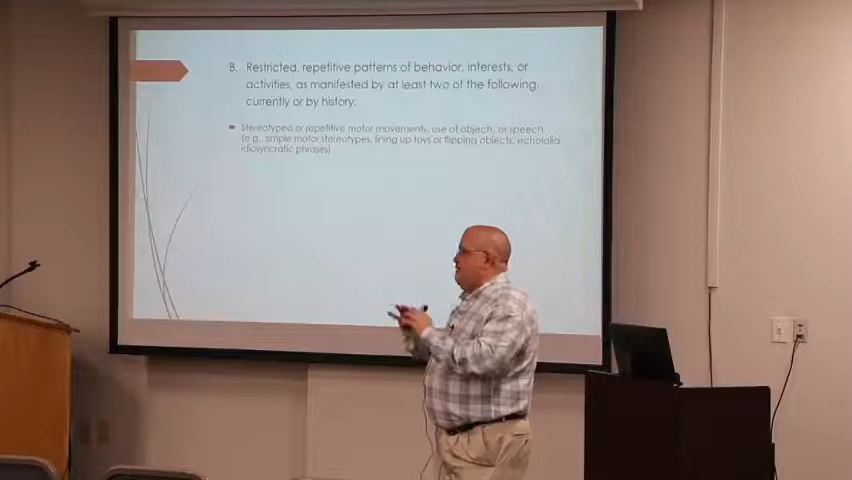 B. Restricted, repetitive patterns of behavior, interests, or
activities, as manifested by at least two of the following,
currently or by history:
Stereotyped or repetitive motor movements, use of objects, or speech
(e.g., simple motor stereotypes, lining up toys or flipping objects, echolalia
idiosyncratic phrases)